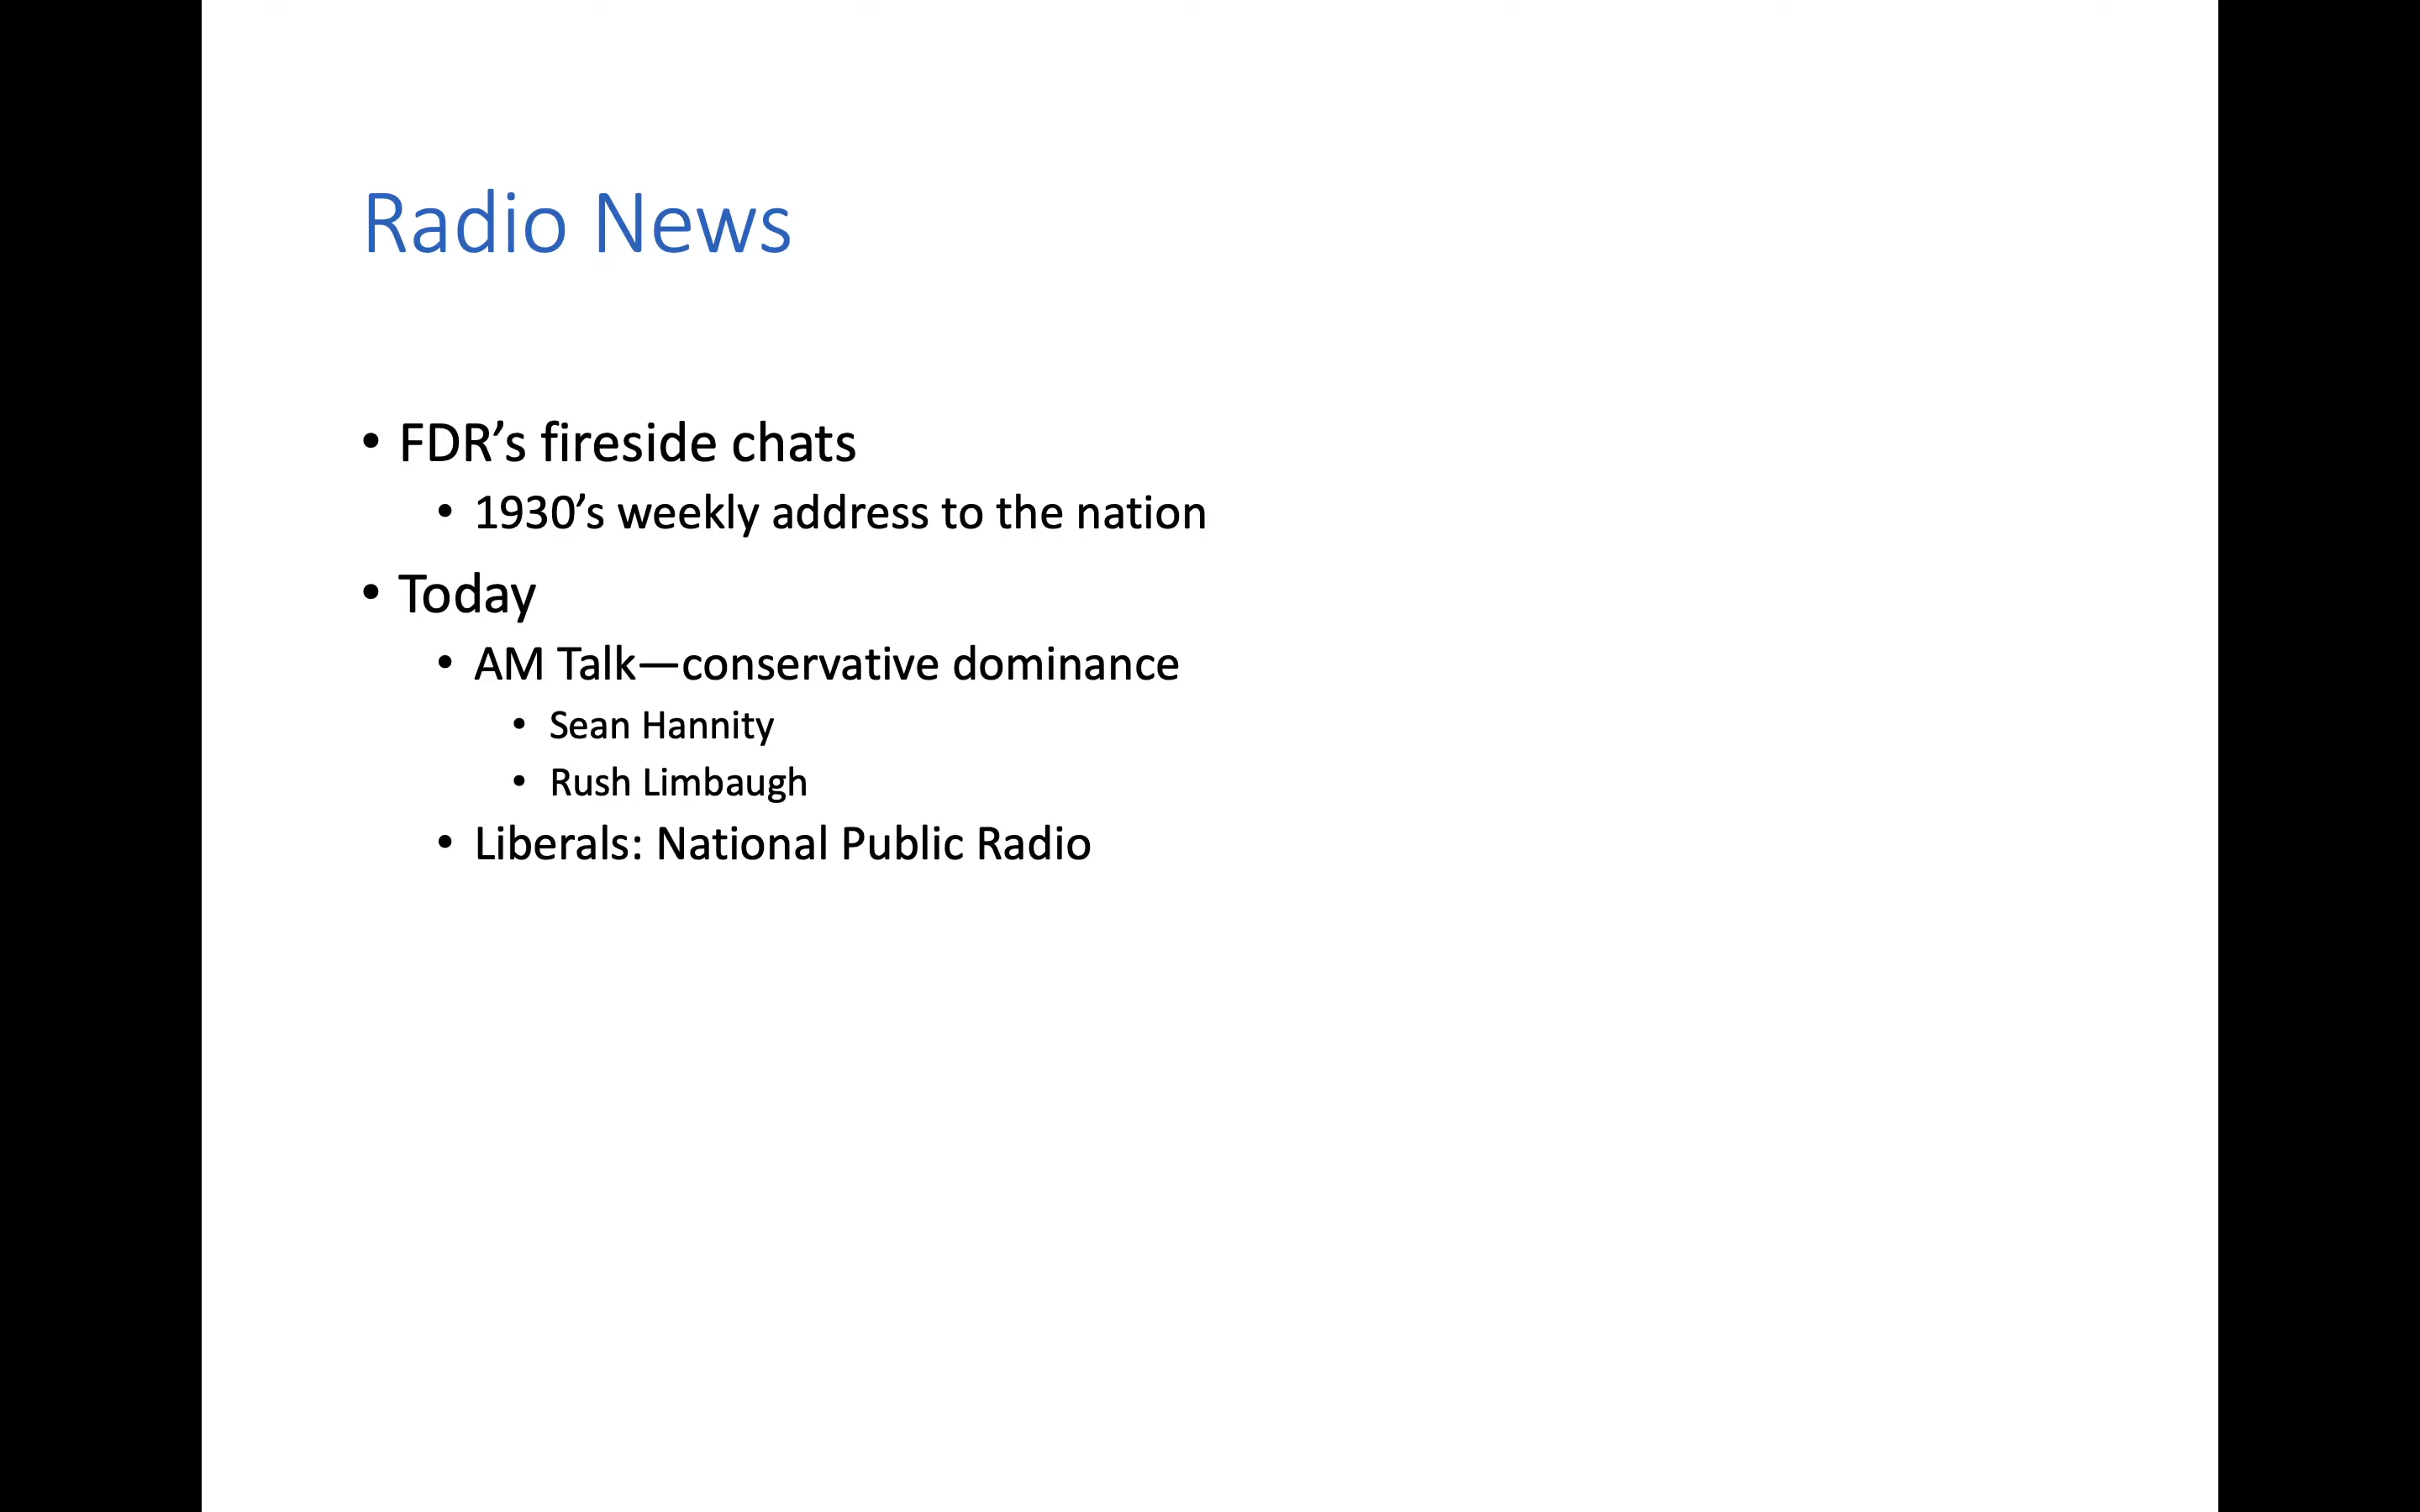 Radio News
• FDR’s fireside chats
• 1930’s weekly address to the nation
• Today
• AM Talk—conservative dominance
• Sean Hannity
• Rush Limbaugh
• Liberals: National Public Radio